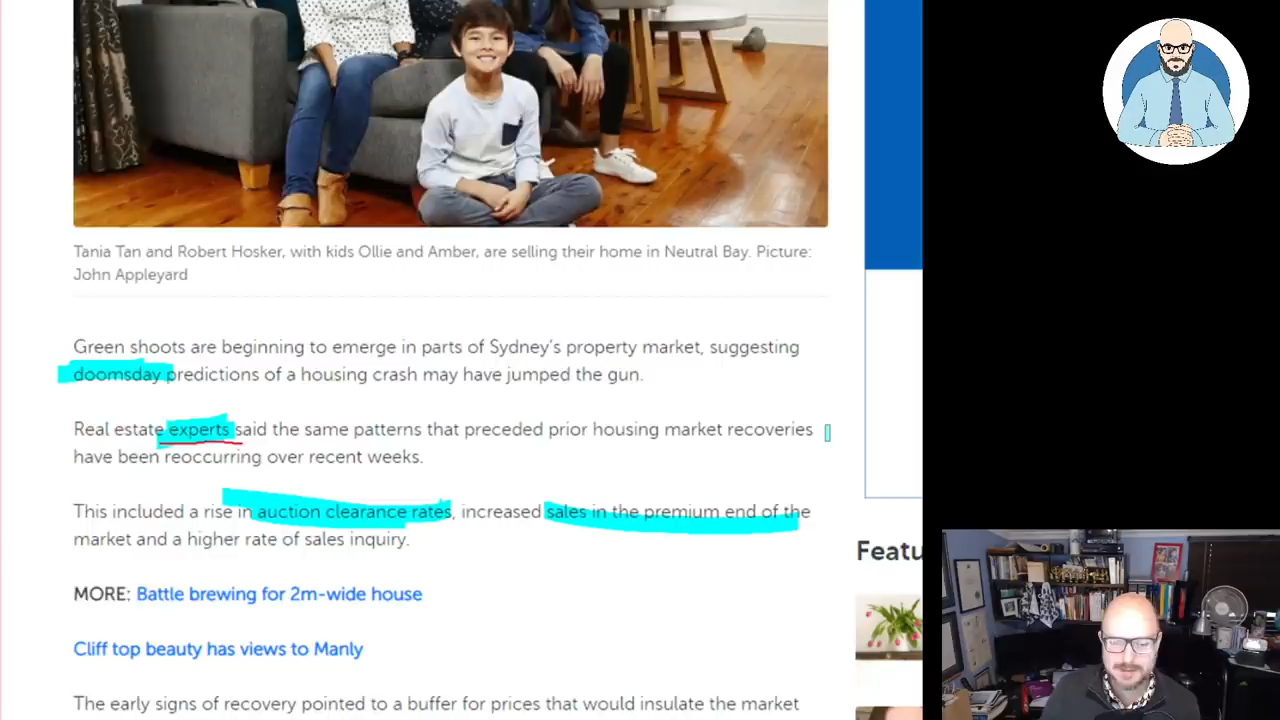 Tania Tan and Robert Hosker, with kids Ollie and Amber, are selling their home in Neutral Bay. Picture:
John Appleyard
Green shoots are beginning to emerge in parts of Sydney's property market, suggesting
doomsday predictions of a housing crash may have jumped the gun.
Real estate experts said the same patterns that preceded prior housing market recoveries
have been reoccurring over recent weeks.
This included a rise in auction clearance rates, increased sales in the premium end of the
market and a higher rate of sales inquiry.
MORE: Battle brewing for 2m-wide house
Cliff top beauty has views to Manly
The early signs of recovery pointed to a buffer for prices that would insulate the market
Featu